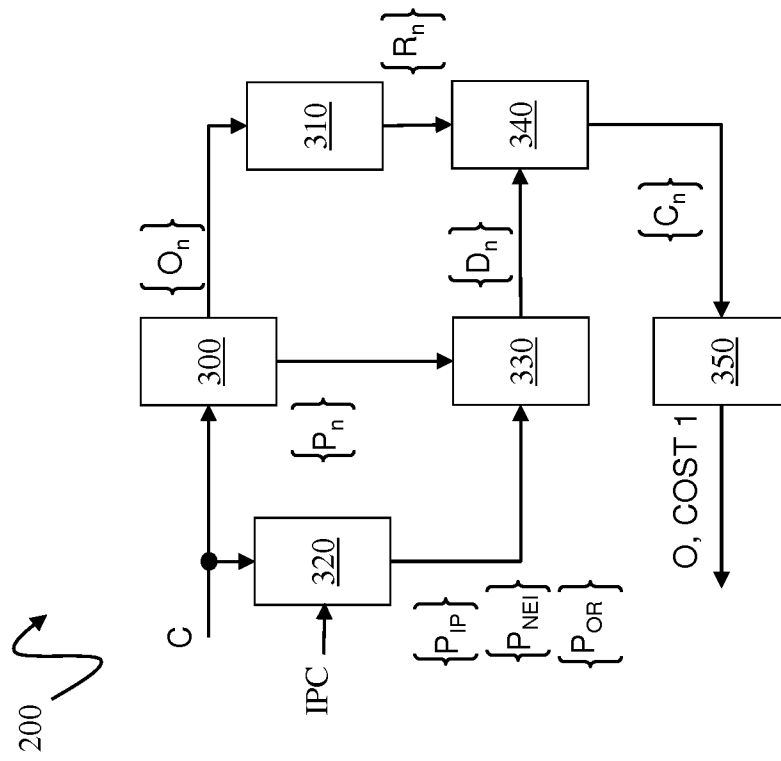 200
C
IPC
320
{P_IP}
{P_NEI}
{P_OR}
300
{O_n}
{P_n}
310
{R_n}
330
{D_n}
340
{C_n}
350
O, COST 1